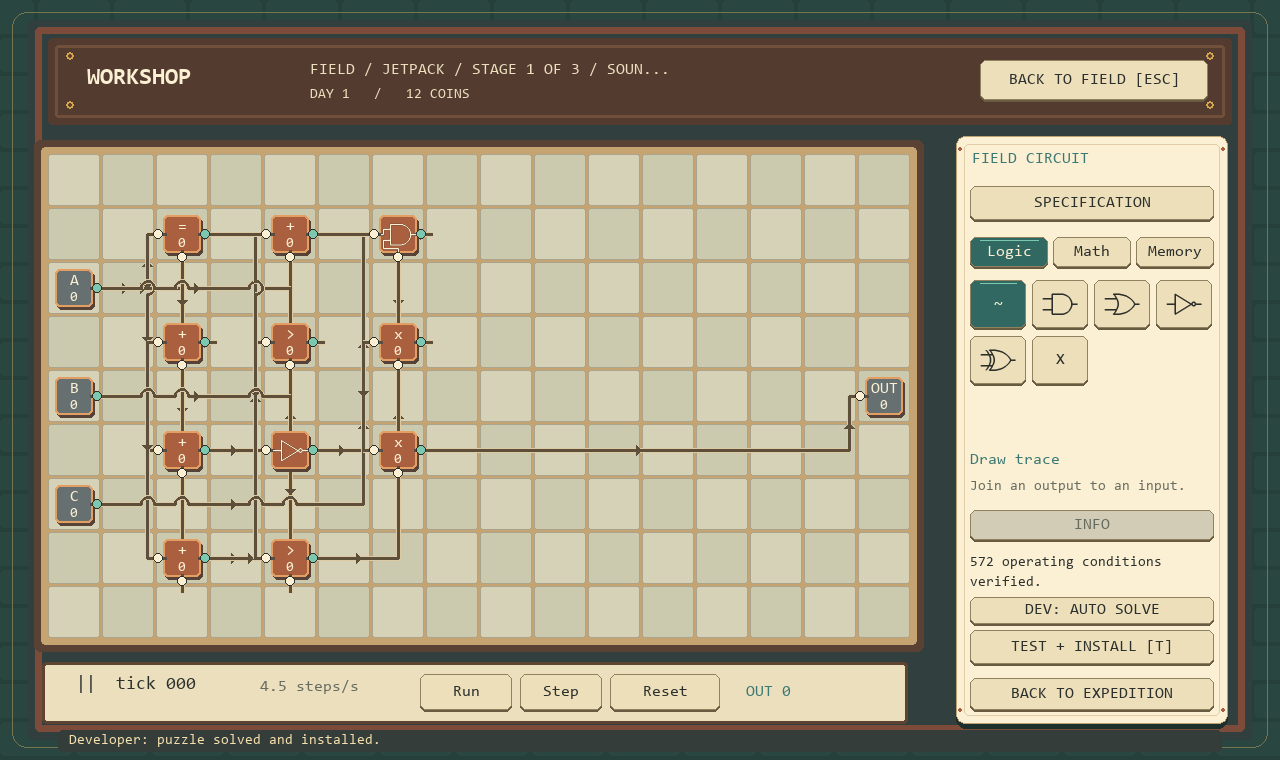 WORKSHOP
FIELD / JETPACK / STAGE 1 OF 3 / SOUN...
DAY 1 / 12 COINS
BACK TO FIELD [ESC]
FIELD CIRCUIT
SPECIFICATION
Logic Math Memory
~
X
Draw trace
Join an output to an input.
INFO
572 operating conditions
verified.
DEV: AUTO SOLVE
TEST + INSTALL [T]
BACK TO EXPEDITION
=
0
+
0
A
0
+
0
>
0
x
0
B
0
OUT
0
+
0
x
0
C
0
+
0
>
0
|| tick 000
4.5 steps/s
Run
Step
Reset
OUT 0
Developer: puzzle solved and installed.